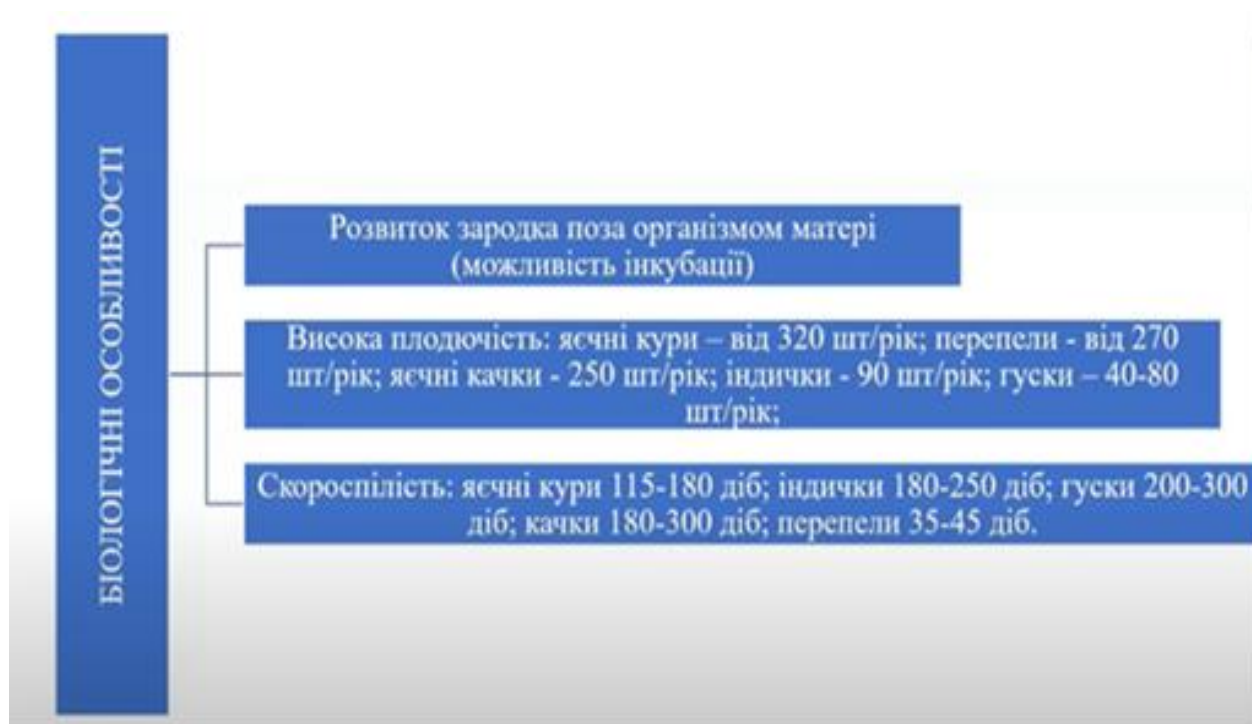 БІОЛОГІЧНІ ОСОБЛИВОСТІ
Розвиток зародка поза організмом матері
(можливість інкубації)
Висока плодючість: яєчні кури – від 320 шт/рік; перепели - від 270
шт/рік; яєчні качки - 250 шт/рік; індички - 90 шт/рік; гуски – 40-80
шт/рік;
Скороспілість: яєчні кури 115-180 діб; індички 180-250 діб; гуски 200-300
діб; качки 180-300 діб; перепели 35-45 діб.